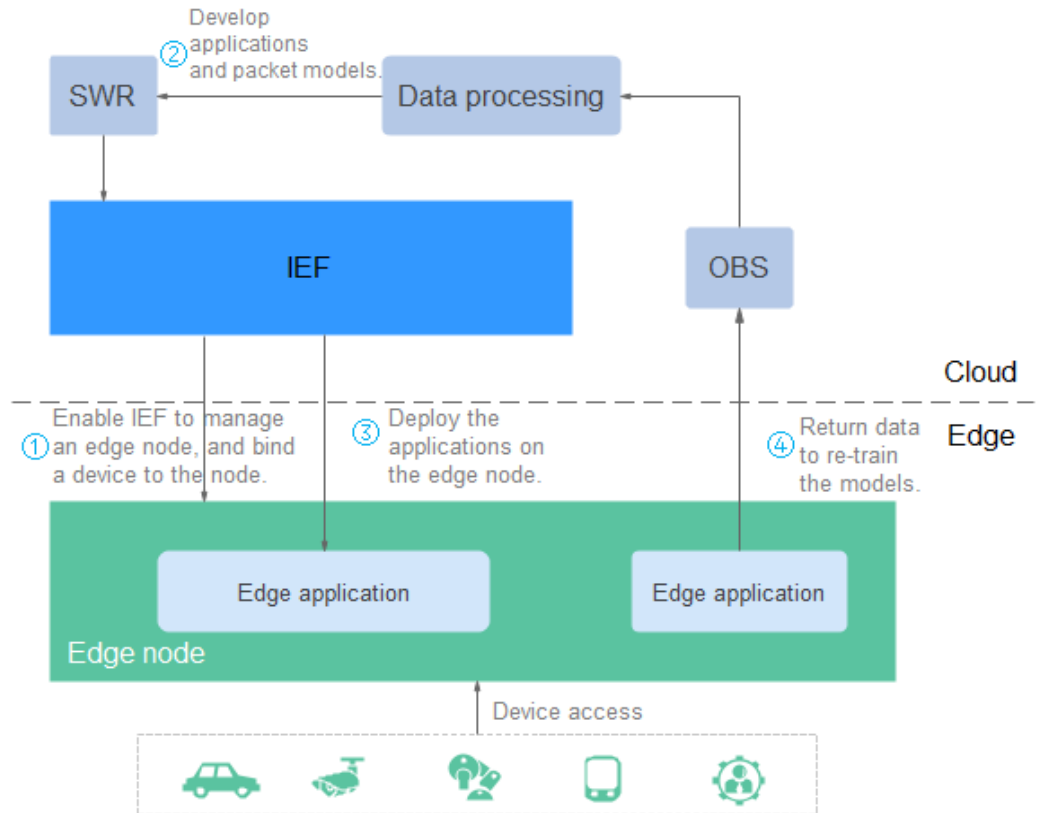 Develop
applications
② and packet models.
SWR
Data processing
IEF
OBS
Cloud
Edge
① Enable IEF to manage
an edge node, and bind
a device to the node.
③ Deploy the
applications on
the edge node.
④ Return data
to re-train
the models.
Edge application
Edge application
Edge node
Device access